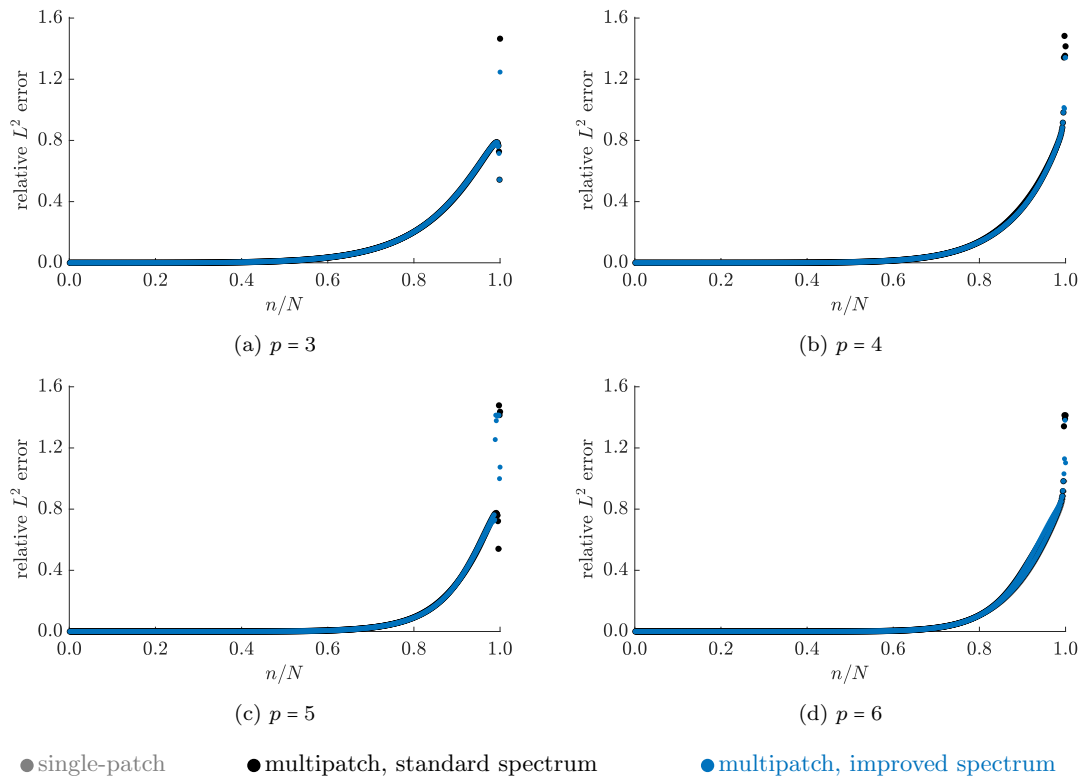 1.6
1.2
0.8
0.4
0.0
relative L² error
0.0 0.2 0.4 0.6 0.8 1.0
n/N
(a) p = 3
1.6
1.2
0.8
0.4
0.0
relative L² error
0.0 0.2 0.4 0.6 0.8 1.0
n/N
(b) p = 4
1.6
1.2
0.8
0.4
0.0
relative L² error
0.0 0.2 0.4 0.6 0.8 1.0
n/N
(c) p = 5
1.6
1.2
0.8
0.4
0.0
relative L² error
0.0 0.2 0.4 0.6 0.8 1.0
n/N
(d) p = 6
single-patch
multipatch, standard spectrum
multipatch, improved spectrum